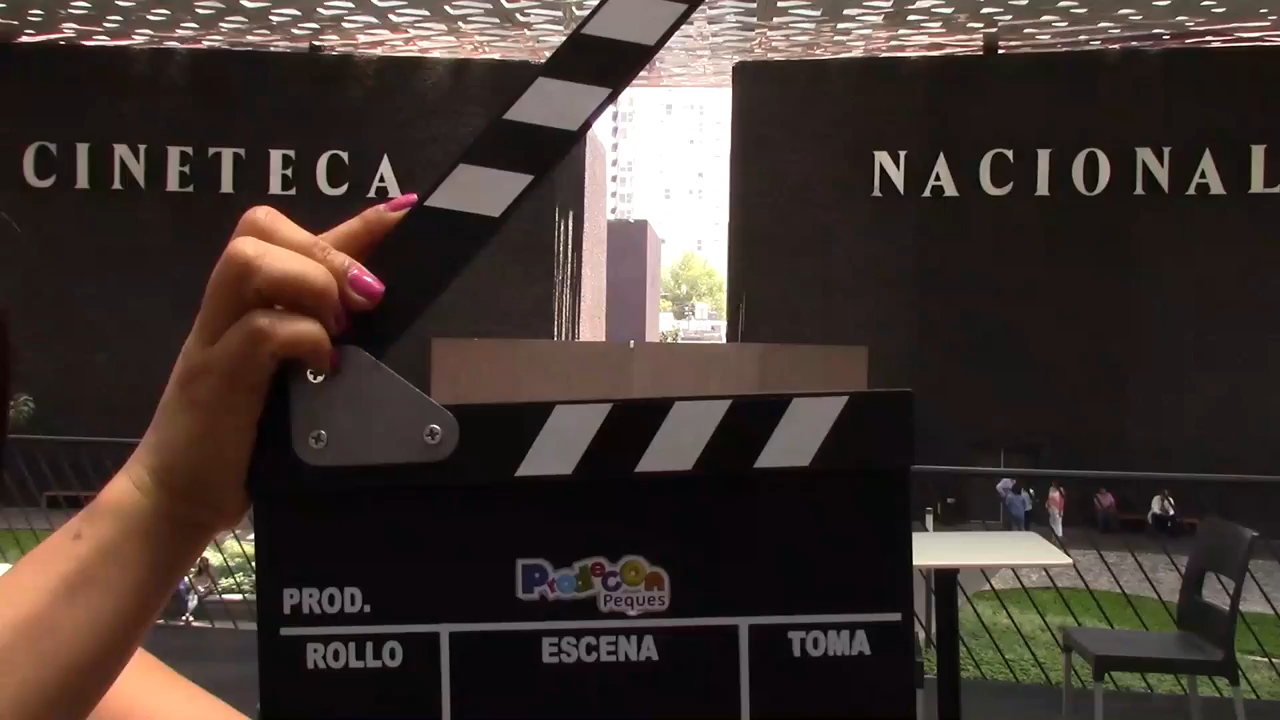 CINETECA NACIONAL
PROD.
Prodecon
Peques
ROLLO ESCENA TOMA